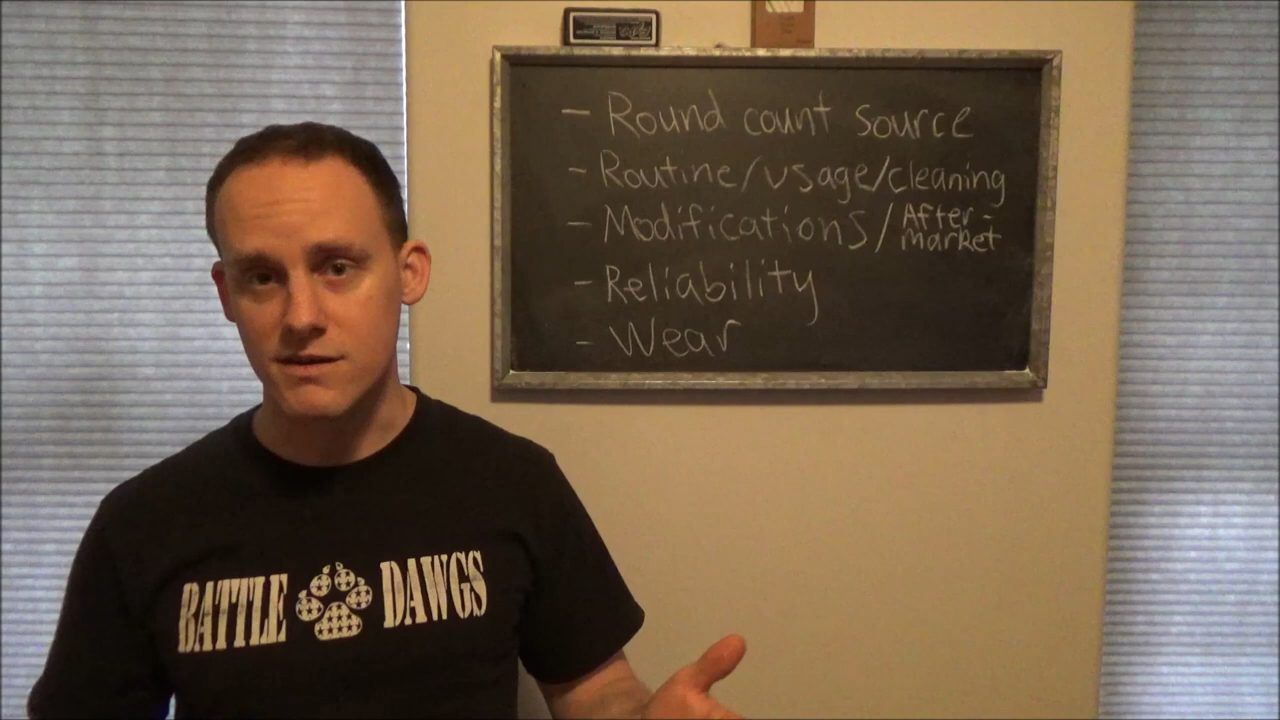 - Round count source
- Routine/usage/cleaning
- Modifications/After-
market
- Reliability
- Wear
BATTLE DAWGS